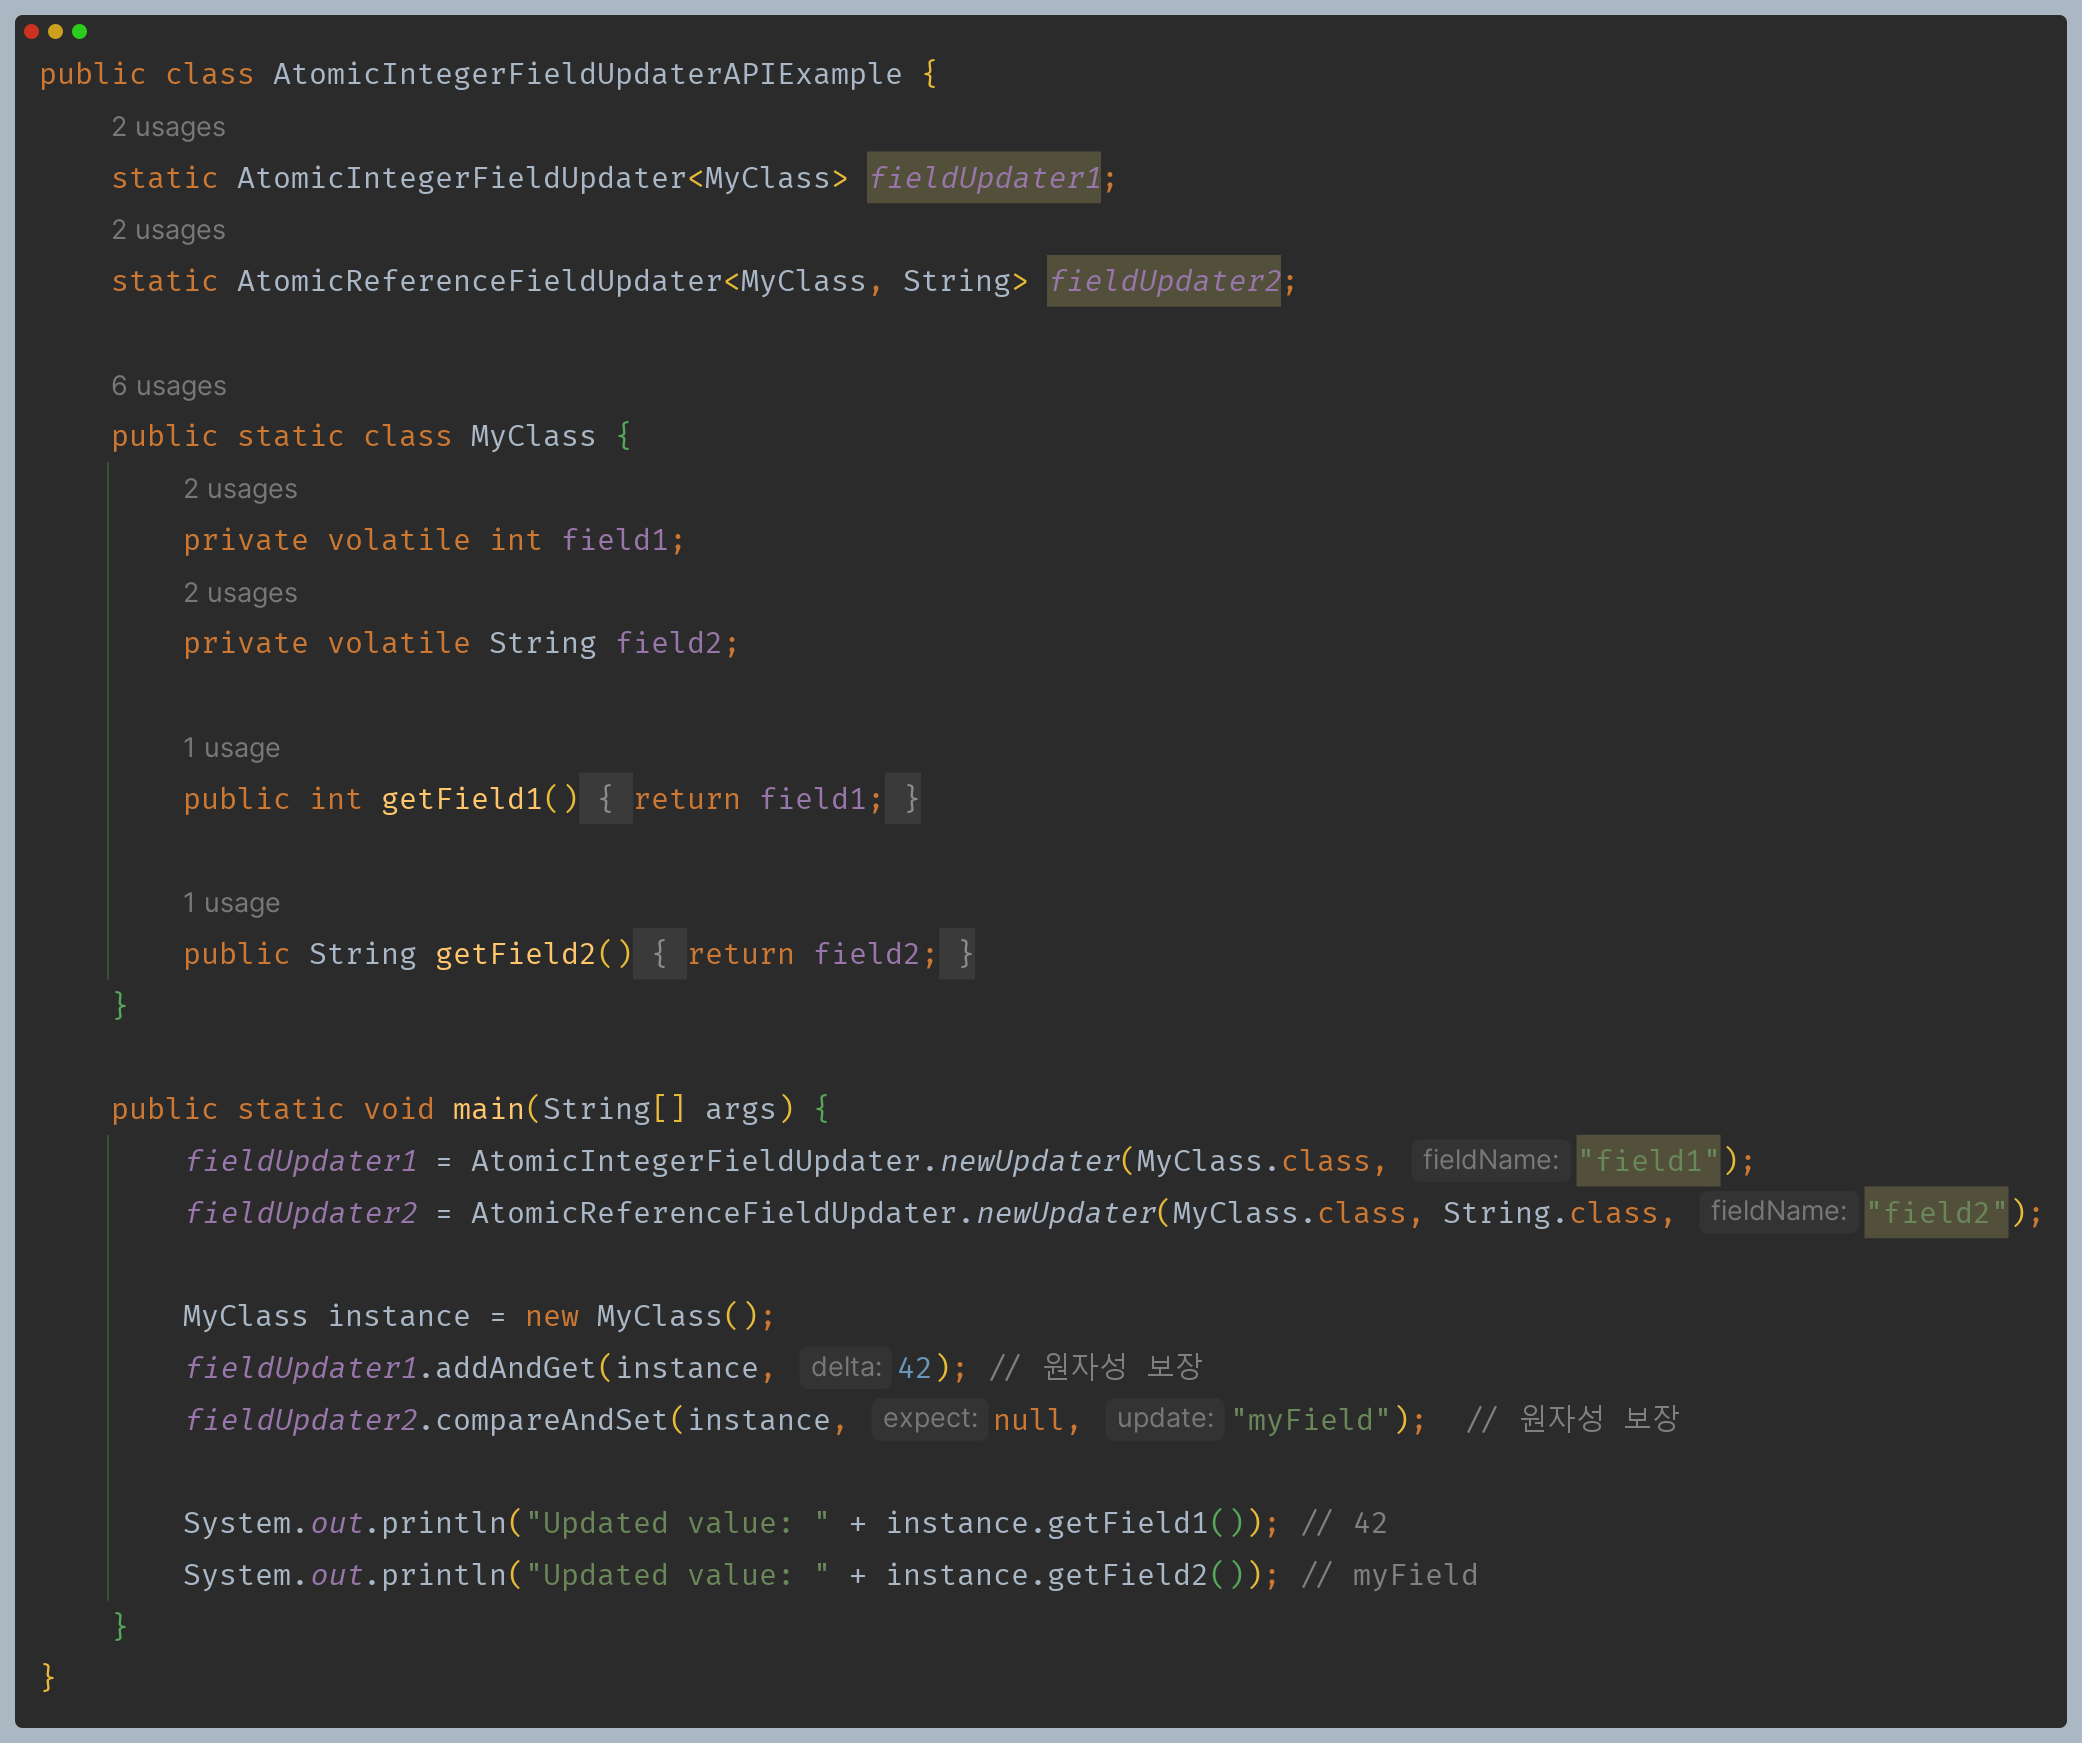 public class AtomicIntegerFieldUpdaterAPIExample {
2 usages
static AtomicIntegerFieldUpdater<MyClass> fieldUpdater1;
2 usages
static AtomicReferenceFieldUpdater<MyClass, String> fieldUpdater2;
6 usages
public static class MyClass {
2 usages
private volatile int field1;
2 usages
private volatile String field2;
1 usage
public int getField1() { return field1; }
1 usage
public String getField2() { return field2; }
}
public static void main(String[] args) {
fieldUpdater1 = AtomicIntegerFieldUpdater.newUpdater(MyClass.class, fieldName: "field1");
fieldUpdater2 = AtomicReferenceFieldUpdater.newUpdater(MyClass.class, String.class, fieldName: "field2");
MyClass instance = new MyClass();
fieldUpdater1.addAndGet(instance, delta: 42); // 원자성 보장
fieldUpdater2.compareAndSet(instance, expect: null, update: "myField");  // 원자성 보장
System.out.println("Updated value: " + instance.getField1()); // 42
System.out.println("Updated value: " + instance.getField2()); // myField
}
}